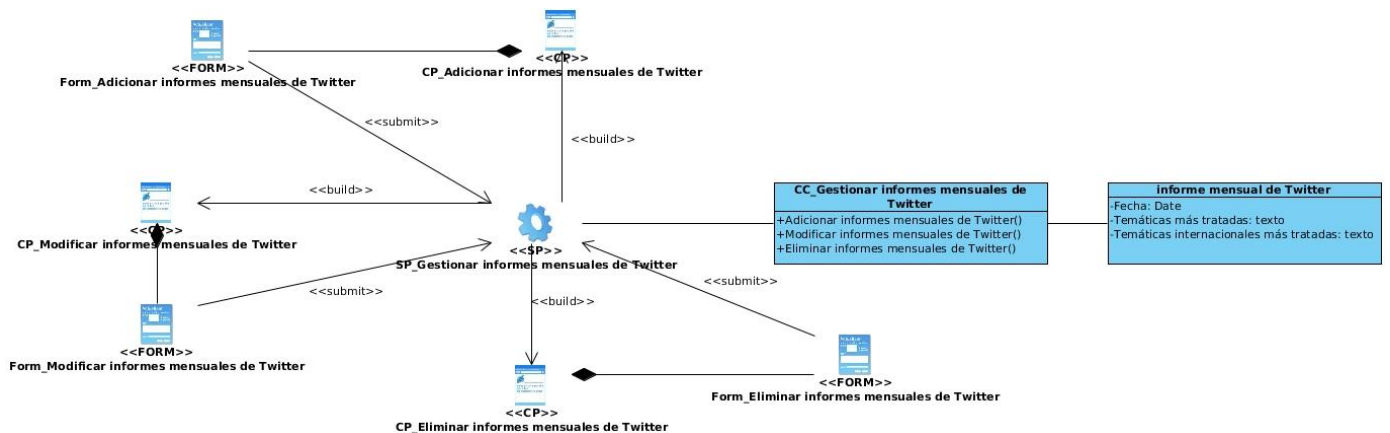 <<FORM>>
Form_Adicionar informes mensuales de Twitter
<<CP>>
CP_Adicionar informes mensuales de Twitter
<<submit>>
<<build>>
<<build>>
<<CP>>
CP_Modificar informes mensuales de Twitter
<<SP>>
SP_Gestionar informes mensuales de Twitter
CC_Gestionar informes mensuales de
Twitter
+Adicionar informes mensuales de Twitter()
+Modificar informes mensuales de Twitter()
+Eliminar informes mensuales de Twitter()
informe mensual de Twitter
-Fecha: Date
-Temáticas más tratadas: texto
-Temáticas internacionales más tratadas: texto
<<submit>>
<<build>>
<<submit>>
<<FORM>>
Form_Modificar informes mensuales de Twitter
<<CP>>
CP_Eliminar informes mensuales de Twitter
<<FORM>>
Form_Eliminar informes mensuales de Twitter